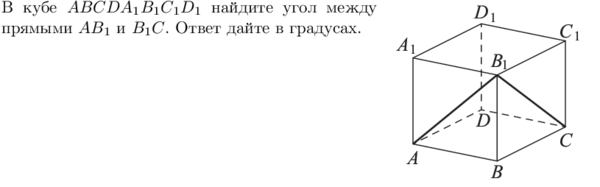 В кубе ABCDA₁B₁C₁D₁ найдите угол между
прямыми AB₁ и B₁C. Ответ дайте в градусах.
D₁
C₁
A₁
B₁
D
C
A
B